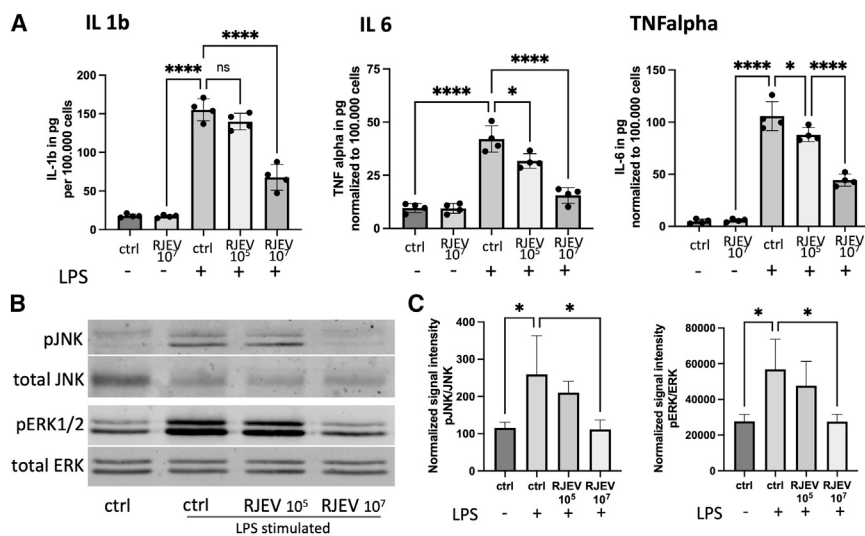 A
IL 1b
IL 6
TNFalpha
IL-1b in pg
per 100.000 cells
200
150
100
50
0
****
ns
****
ctrl RJEV 10⁷ ctrl RJEV 10⁵ RJEV 10⁷
LPS - - + + +
TNF alpha in pg
normalized to 100.000 cells
75
50
25
0
****
*
****
ctrl RJEV 10⁷ ctrl RJEV 10⁵ RJEV 10⁷
- - + + +
IL-6 in pg
normalized to 100.000 cells
150
100
50
0
**** * ****
ctrl RJEV 10⁷ ctrl RJEV 10⁵ RJEV 10⁷
- - + + +
B
pJNK
total JNK
pERK1/2
total ERK
ctrl ctrl RJEV 10⁵ RJEV 10⁷
LPS stimulated
C
Normalized signal intensity
pJNK/JNK
400
300
200
100
0
* *
ctrl ctrl RJEV 10⁵ RJEV 10⁷
LPS - + + +
Normalized signal intensity
pERK/ERK
80000
60000
40000
20000
0
* *
ctrl ctrl RJEV 10⁵ RJEV 10⁷
LPS - + + +